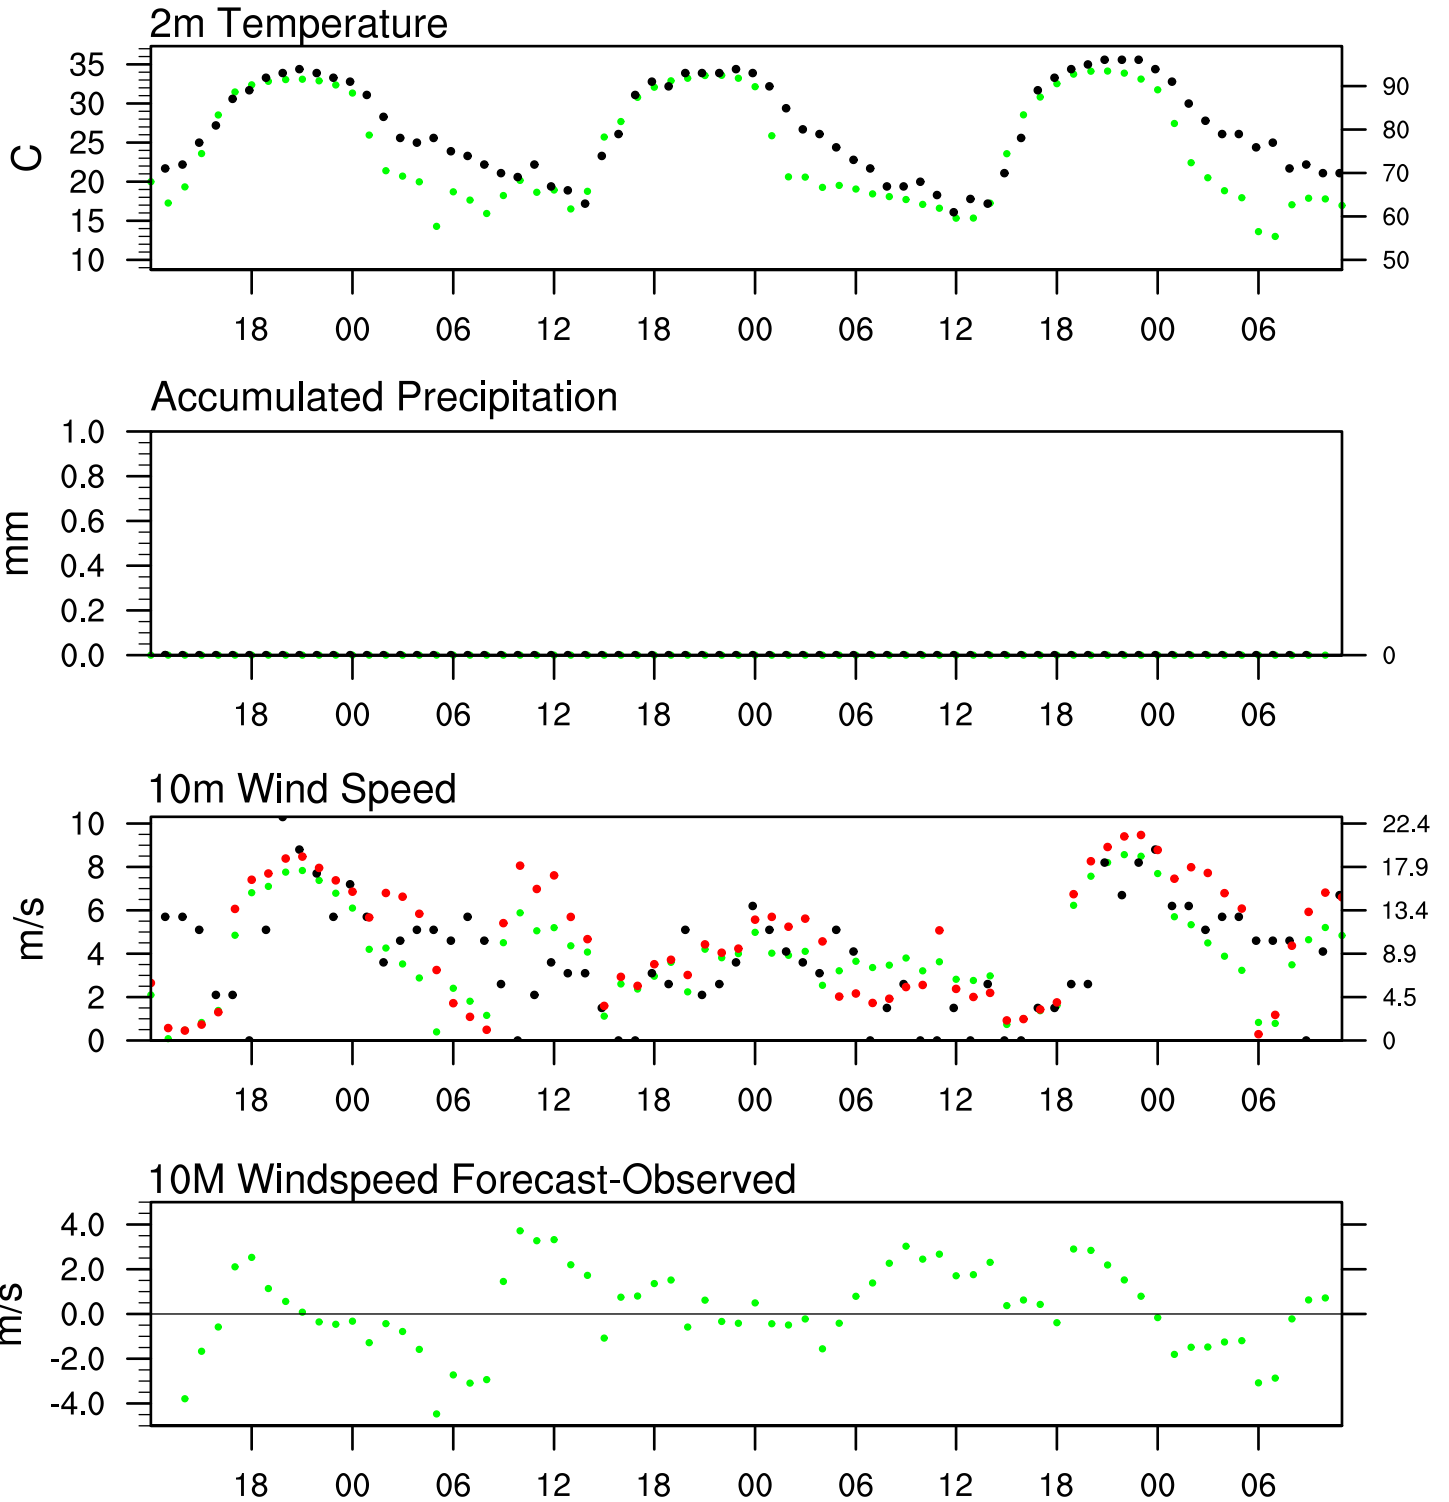 2m Temperature
35
30
25
20
15
10
C
90
80
70
60
50
18 00 06 12 18 00 06 12 18 00 06
Accumulated Precipitation
1.0
0.8
0.6
0.4
0.2
0.0
mm
0
18 00 06 12 18 00 06 12 18 00 06
10m Wind Speed
10
8
6
4
2
0
m/s
22.4
17.9
13.4
8.9
4.5
0
18 00 06 12 18 00 06 12 18 00 06
10M Windspeed Forecast-Observed
4.0
2.0
0.0
-2.0
-4.0
m/s
18 00 06 12 18 00 06 12 18 00 06